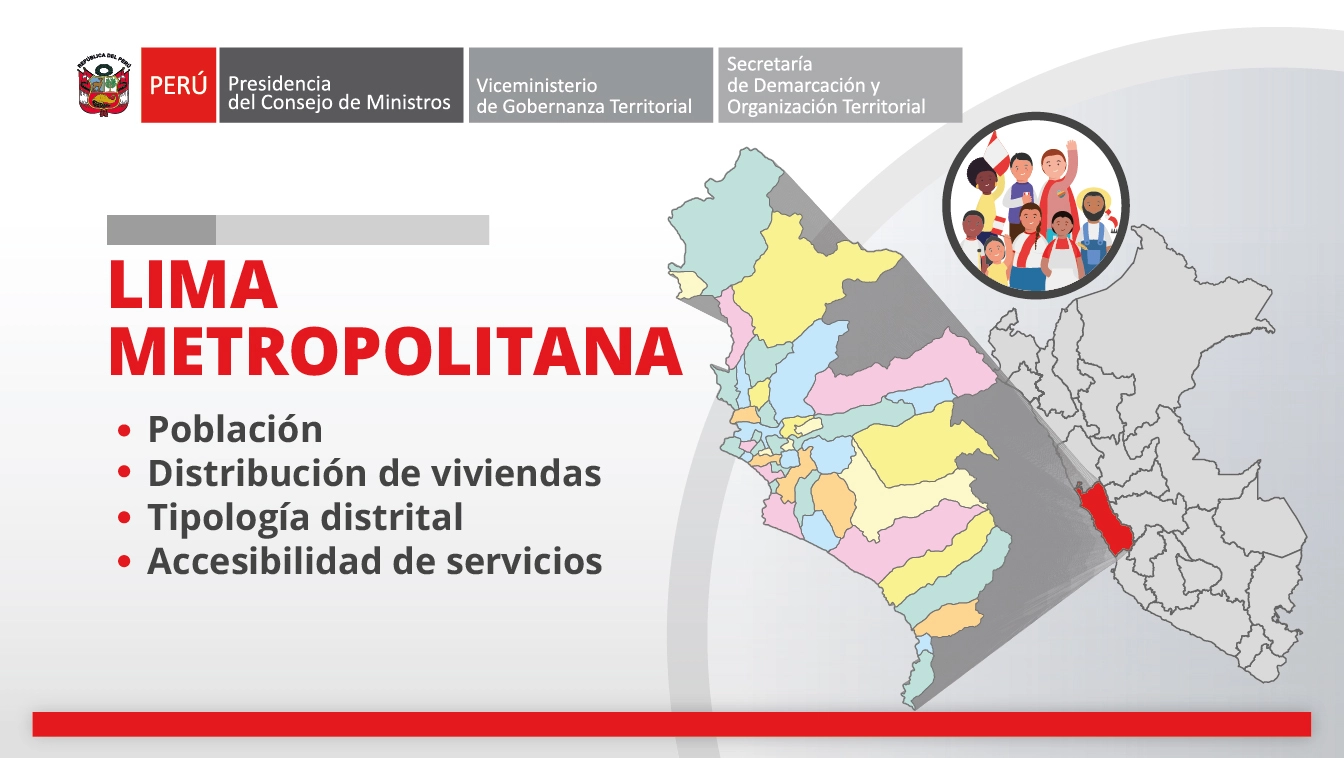 REPÚBLICA DEL PERÚ
PERÚ
Presidencia
del Consejo de Ministros
Viceministerio
de Gobernanza Territorial
Secretaría
de Demarcación y
Organización Territorial
LIMA
METROPOLITANA
• Población
• Distribución de viviendas
• Tipología distrital
• Accesibilidad de servicios